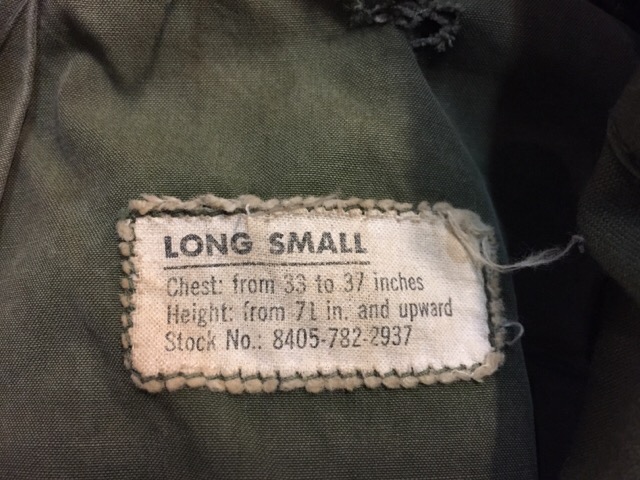 LONG SMALL
Chest: from 33 to 37 inches
Height: from 71 in. and upward
Stock No.: 8405-782-2937